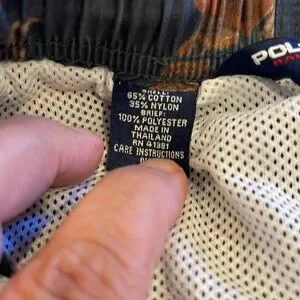 SHELL:
65% COTTON
35% NYLON
BRIEF:
100% POLYESTER
MADE IN
THAILAND
RN 41381
CARE INSTRUCTIONS
POL